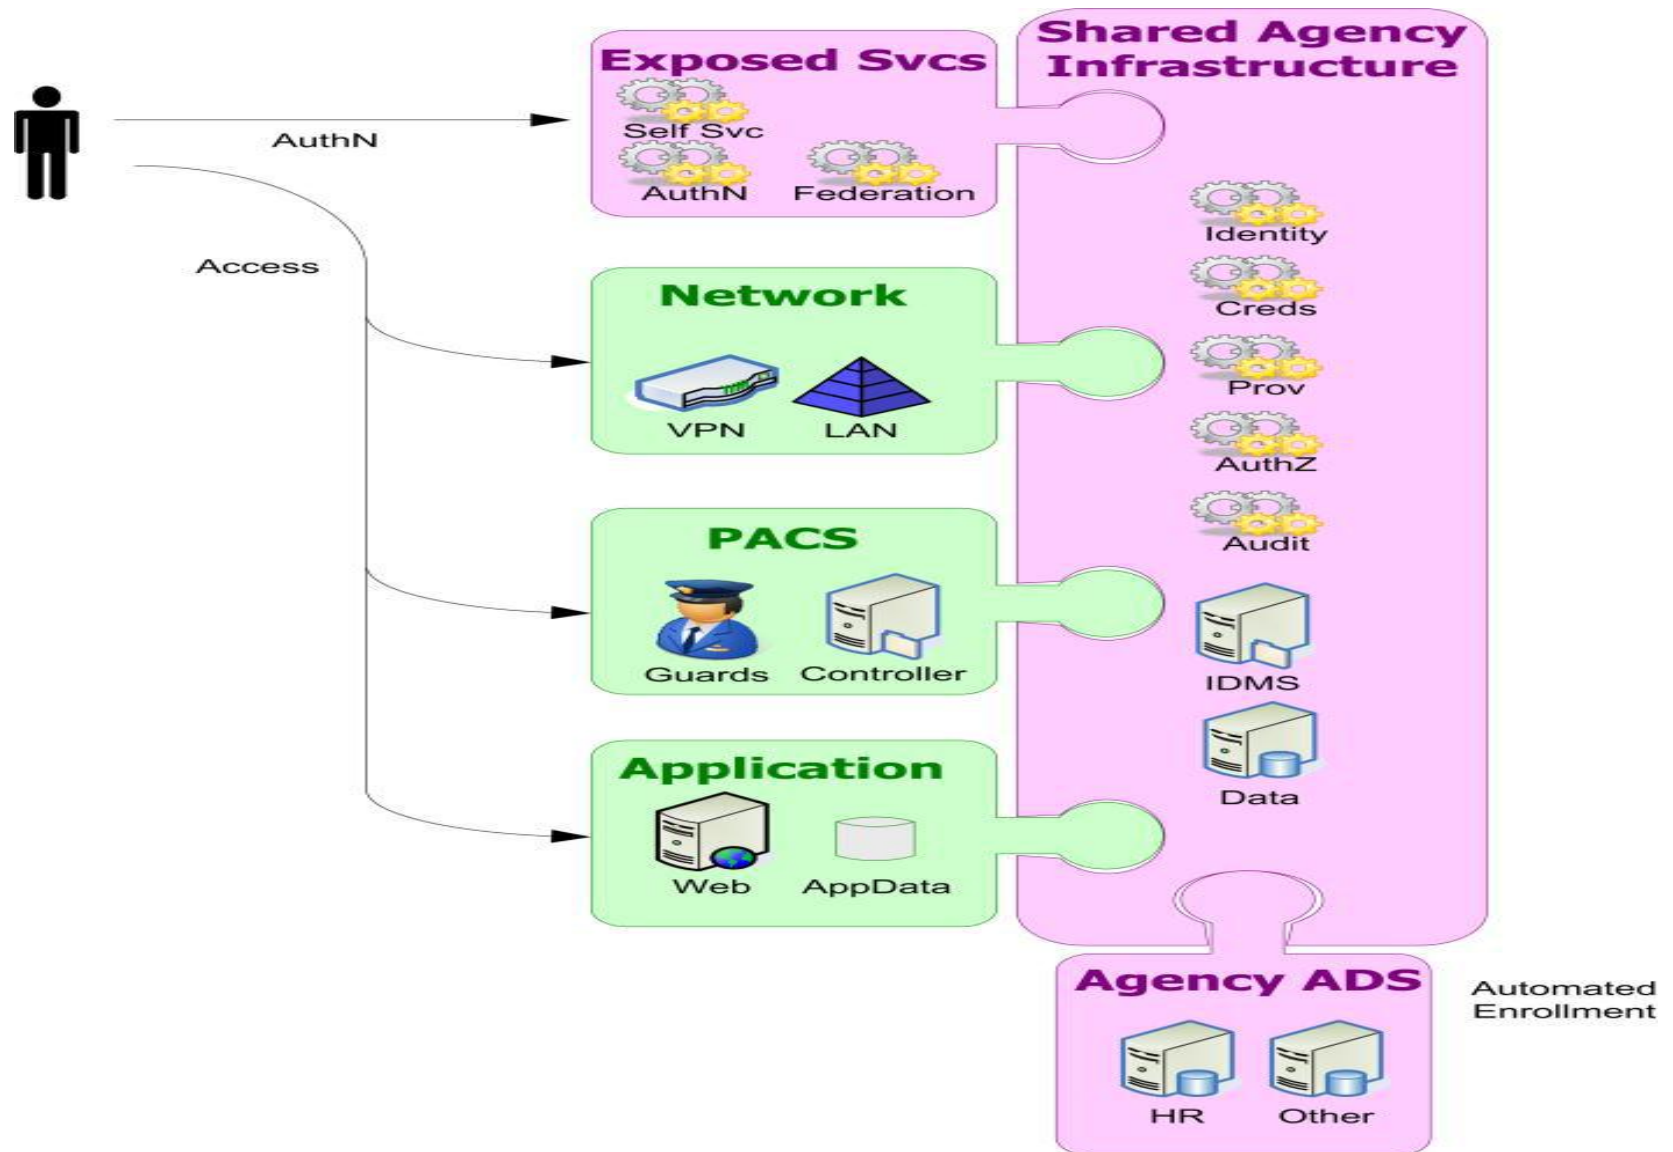 Shared Agency
Infrastructure
Exposed Svcs
Self Svc
AuthN
AuthN Federation
Identity
Access
Network
Creds
VPN LAN
Prov
AuthZ
PACS
Audit
Guards Controller
IDMS
Application
Data
Web AppData
Agency ADS
Automated
Enrollment
HR Other